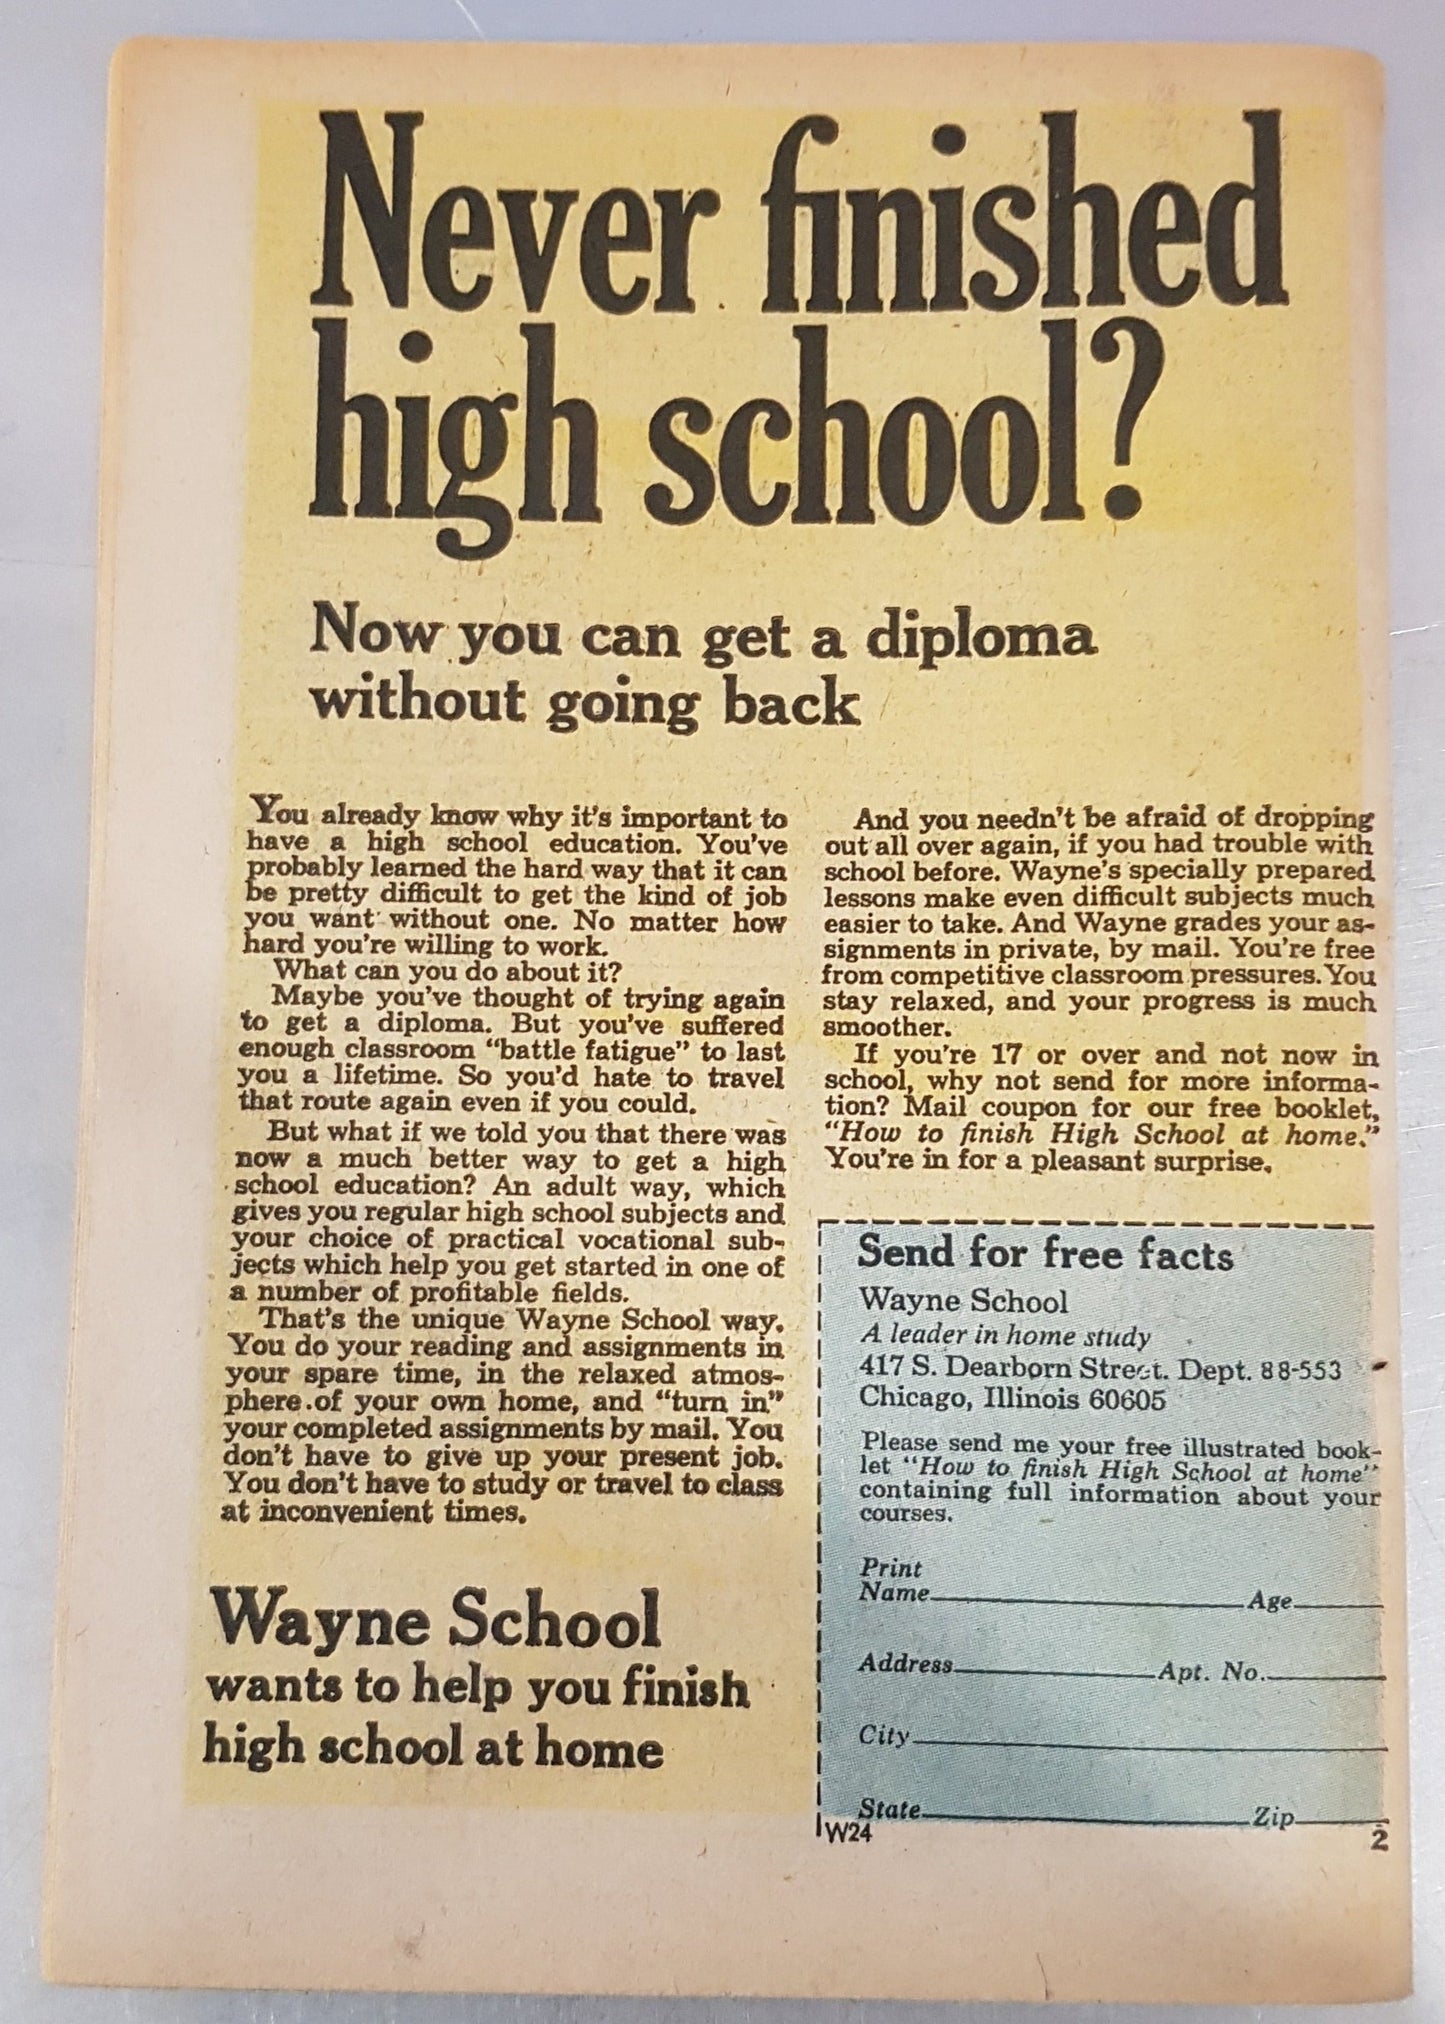 Never finished
high school?
Now you can get a diploma
without going back
You already know why it's important to
have a high school education. You've
probably learned the hard way that it can
be pretty difficult to get the kind of job
you want without one. No matter how
hard you're willing to work.
What can you do about it?
Maybe you've thought of trying again
to get a diploma. But you've suffered
enough classroom "battle fatigue" to last
you a lifetime. So you'd hate to travel
that route again even if you could.
But what if we told you that there was
now a much better way to get a high
school education? An adult way, which
gives you regular high school subjects and
your choice of practical vocational sub-
jects which help you get started in one of
a number of profitable fields.
That's the unique Wayne School way.
You do your reading and assignments in
your spare time, in the relaxed atmos-
phere of your own home, and "turn in"
your completed assignments by mail. You
don't have to give up your present job.
You don't have to study or travel to class
at inconvenient times.
Wayne School
wants to help you finish
high school at home
And you needn't be afraid of dropping
out all over again, if you had trouble with
school before. Wayne's specially prepared
lessons make even difficult subjects much
easier to take. And Wayne grades your as-
signments in private, by mail. You're free
from competitive classroom pressures. You
stay relaxed, and your progress is much
smoother.
If you're 17 or over and not now in
school, why not send for more informa-
tion? Mail coupon for our free booklet,
"How to finish High School at home."
You're in for a pleasant surprise.
Send for free facts
Wayne School
A leader in home study
417 S. Dearborn Street. Dept. 88-553
Chicago, Illinois 60605
Please send me your free illustrated book-
let "How to finish High School at home"
containing full information about your
courses.
Print
Name Age
Address Apt. No.
City
State Zip
W24 2